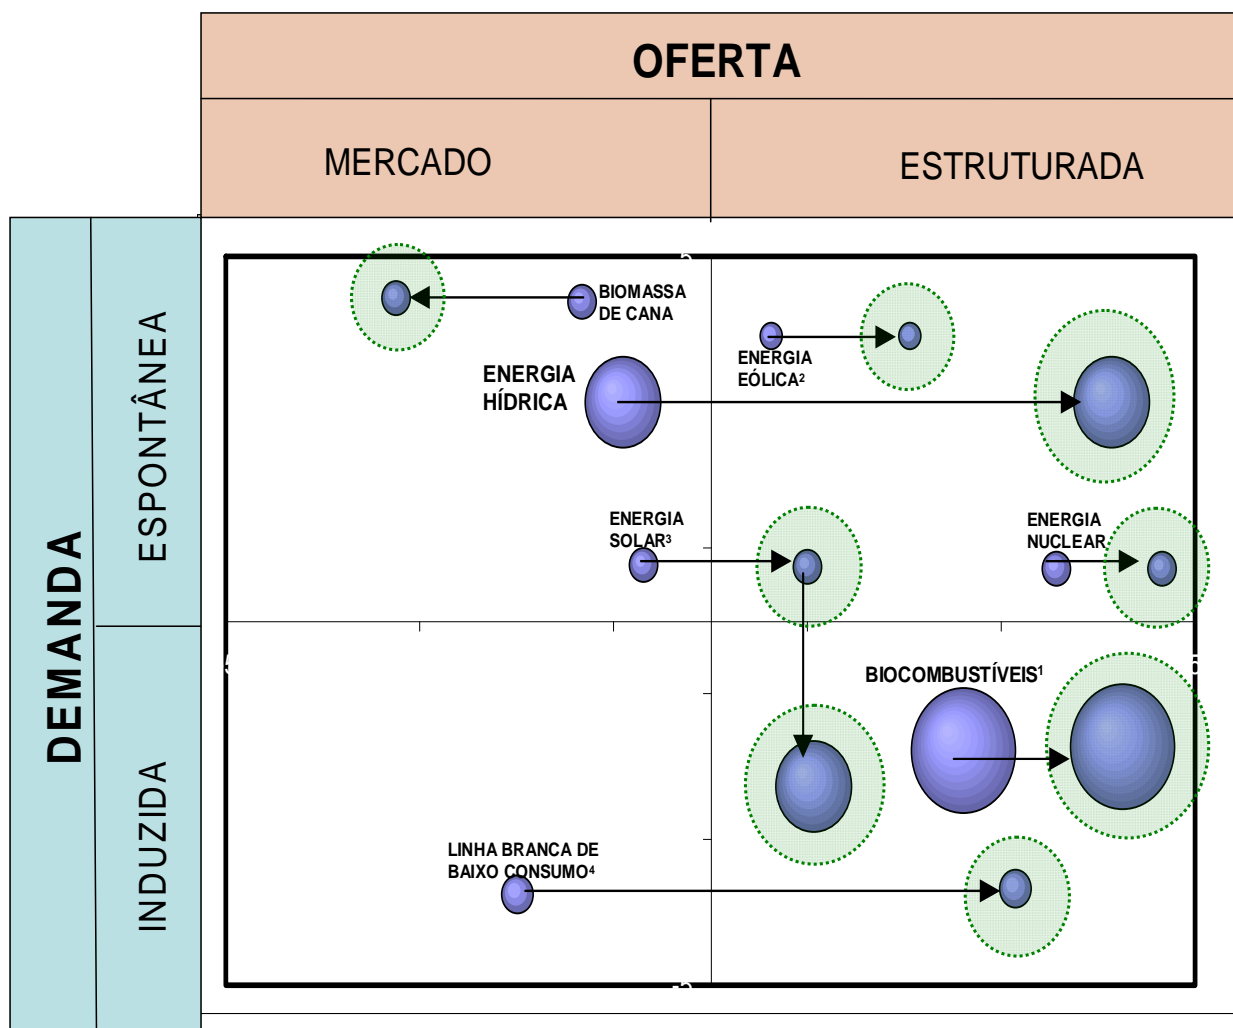 OFERTA
MERCADO
ESTRUTURADA
DEMANDA
ESPONTÂNEA
INDUZIDA
BIOMASSA
DE CANA
ENERGIA
EÓLICA²
ENERGIA
HÍDRICA
ENERGIA
SOLAR³
ENERGIA
NUCLEAR
BIOCOMBUSTÍVEIS¹
LINHA BRANCA DE
BAIXO CONSUMO⁴